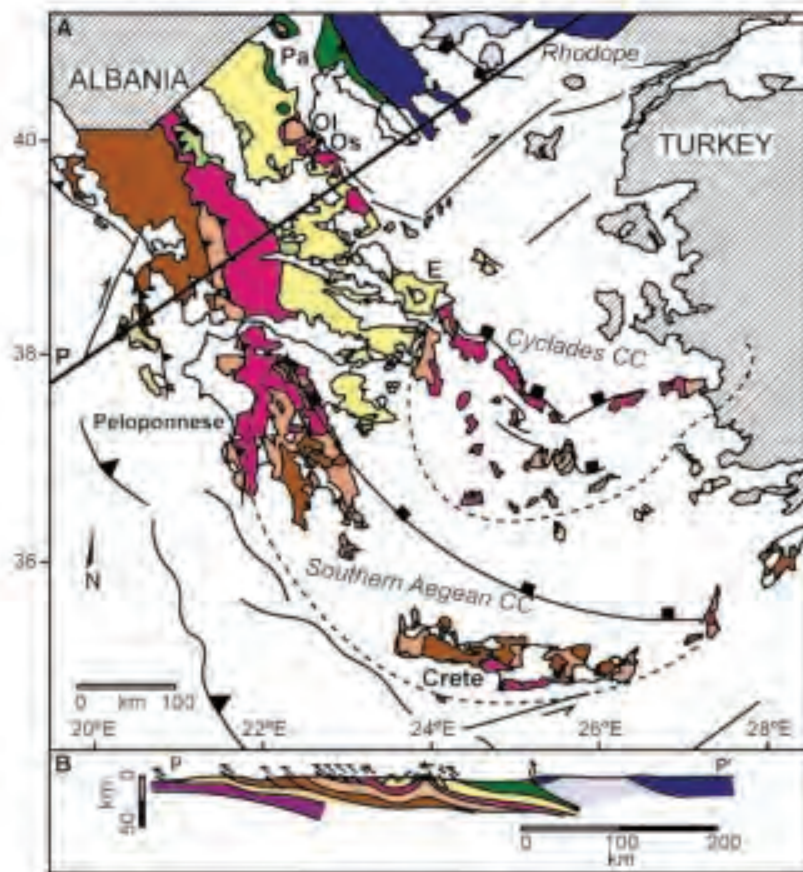 A
ALBANIA
Pa
Rhodope
Ol
Os
40
TURKEY
E
38
P
Cyclades CC
Peloponnese
36
N
Southern Aegean CC
Crete
0 km 100
20°E 22°E 24°E 26°E 28°E
B
P P'
0
km
50
0 100 200
km